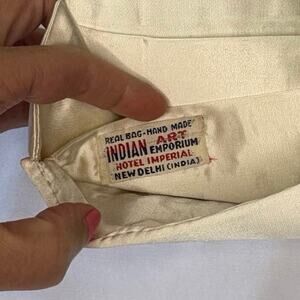 REAL BAG-HAND MADE
INDIAN ART EMPORIUM
HOTEL IMPERIAL
NEW DELHI (INDIA)